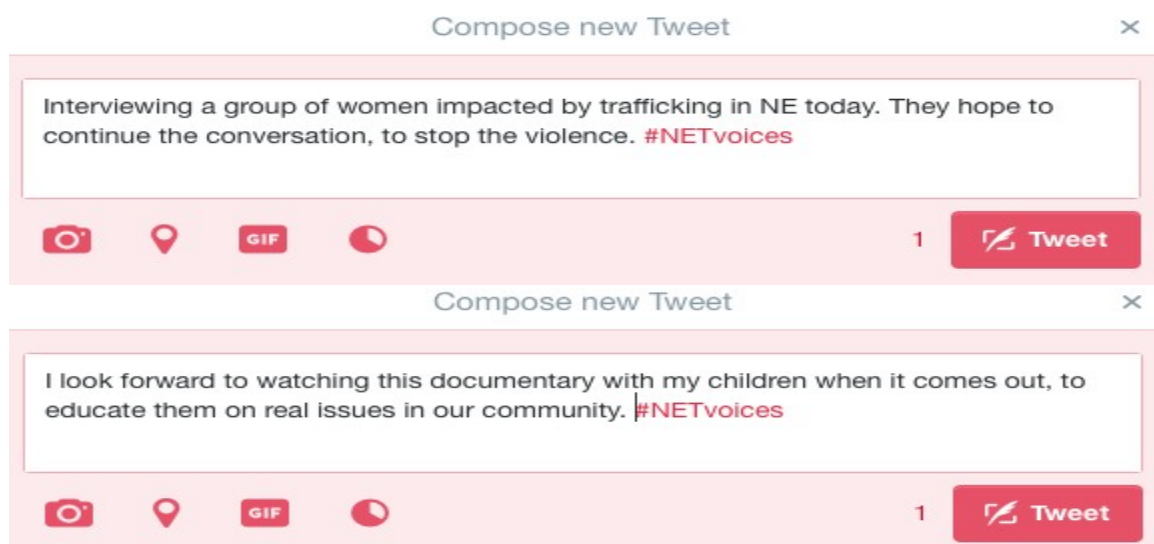 Compose new Tweet ×
Interviewing a group of women impacted by trafficking in NE today. They hope to
continue the conversation, to stop the violence. #NETvoices
GIF 1 Tweet
Compose new Tweet ×
I look forward to watching this documentary with my children when it comes out, to
educate them on real issues in our community. #NETvoices
GIF 1 Tweet